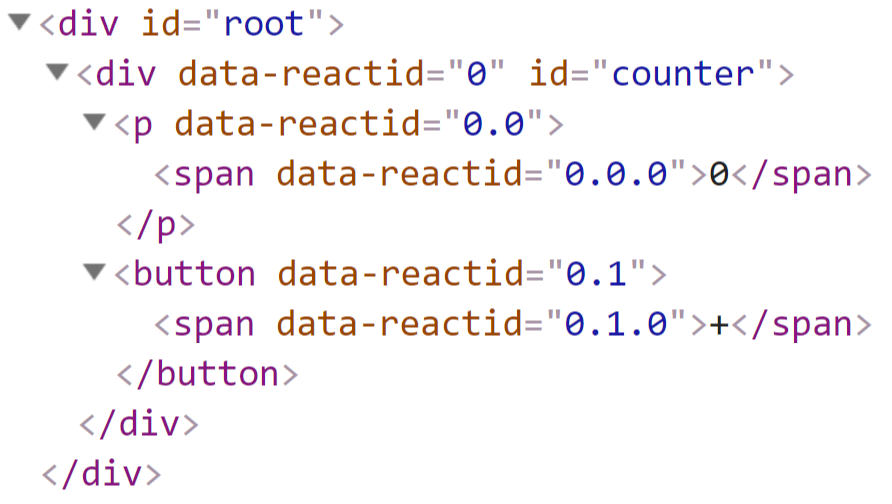 ▼<div id="root">
▼<div data-reactid="0" id="counter">
▼<p data-reactid="0.0">
<span data-reactid="0.0.0">0</span>
</p>
▼<button data-reactid="0.1">
<span data-reactid="0.1.0">+</span>
</button>
</div>
</div>